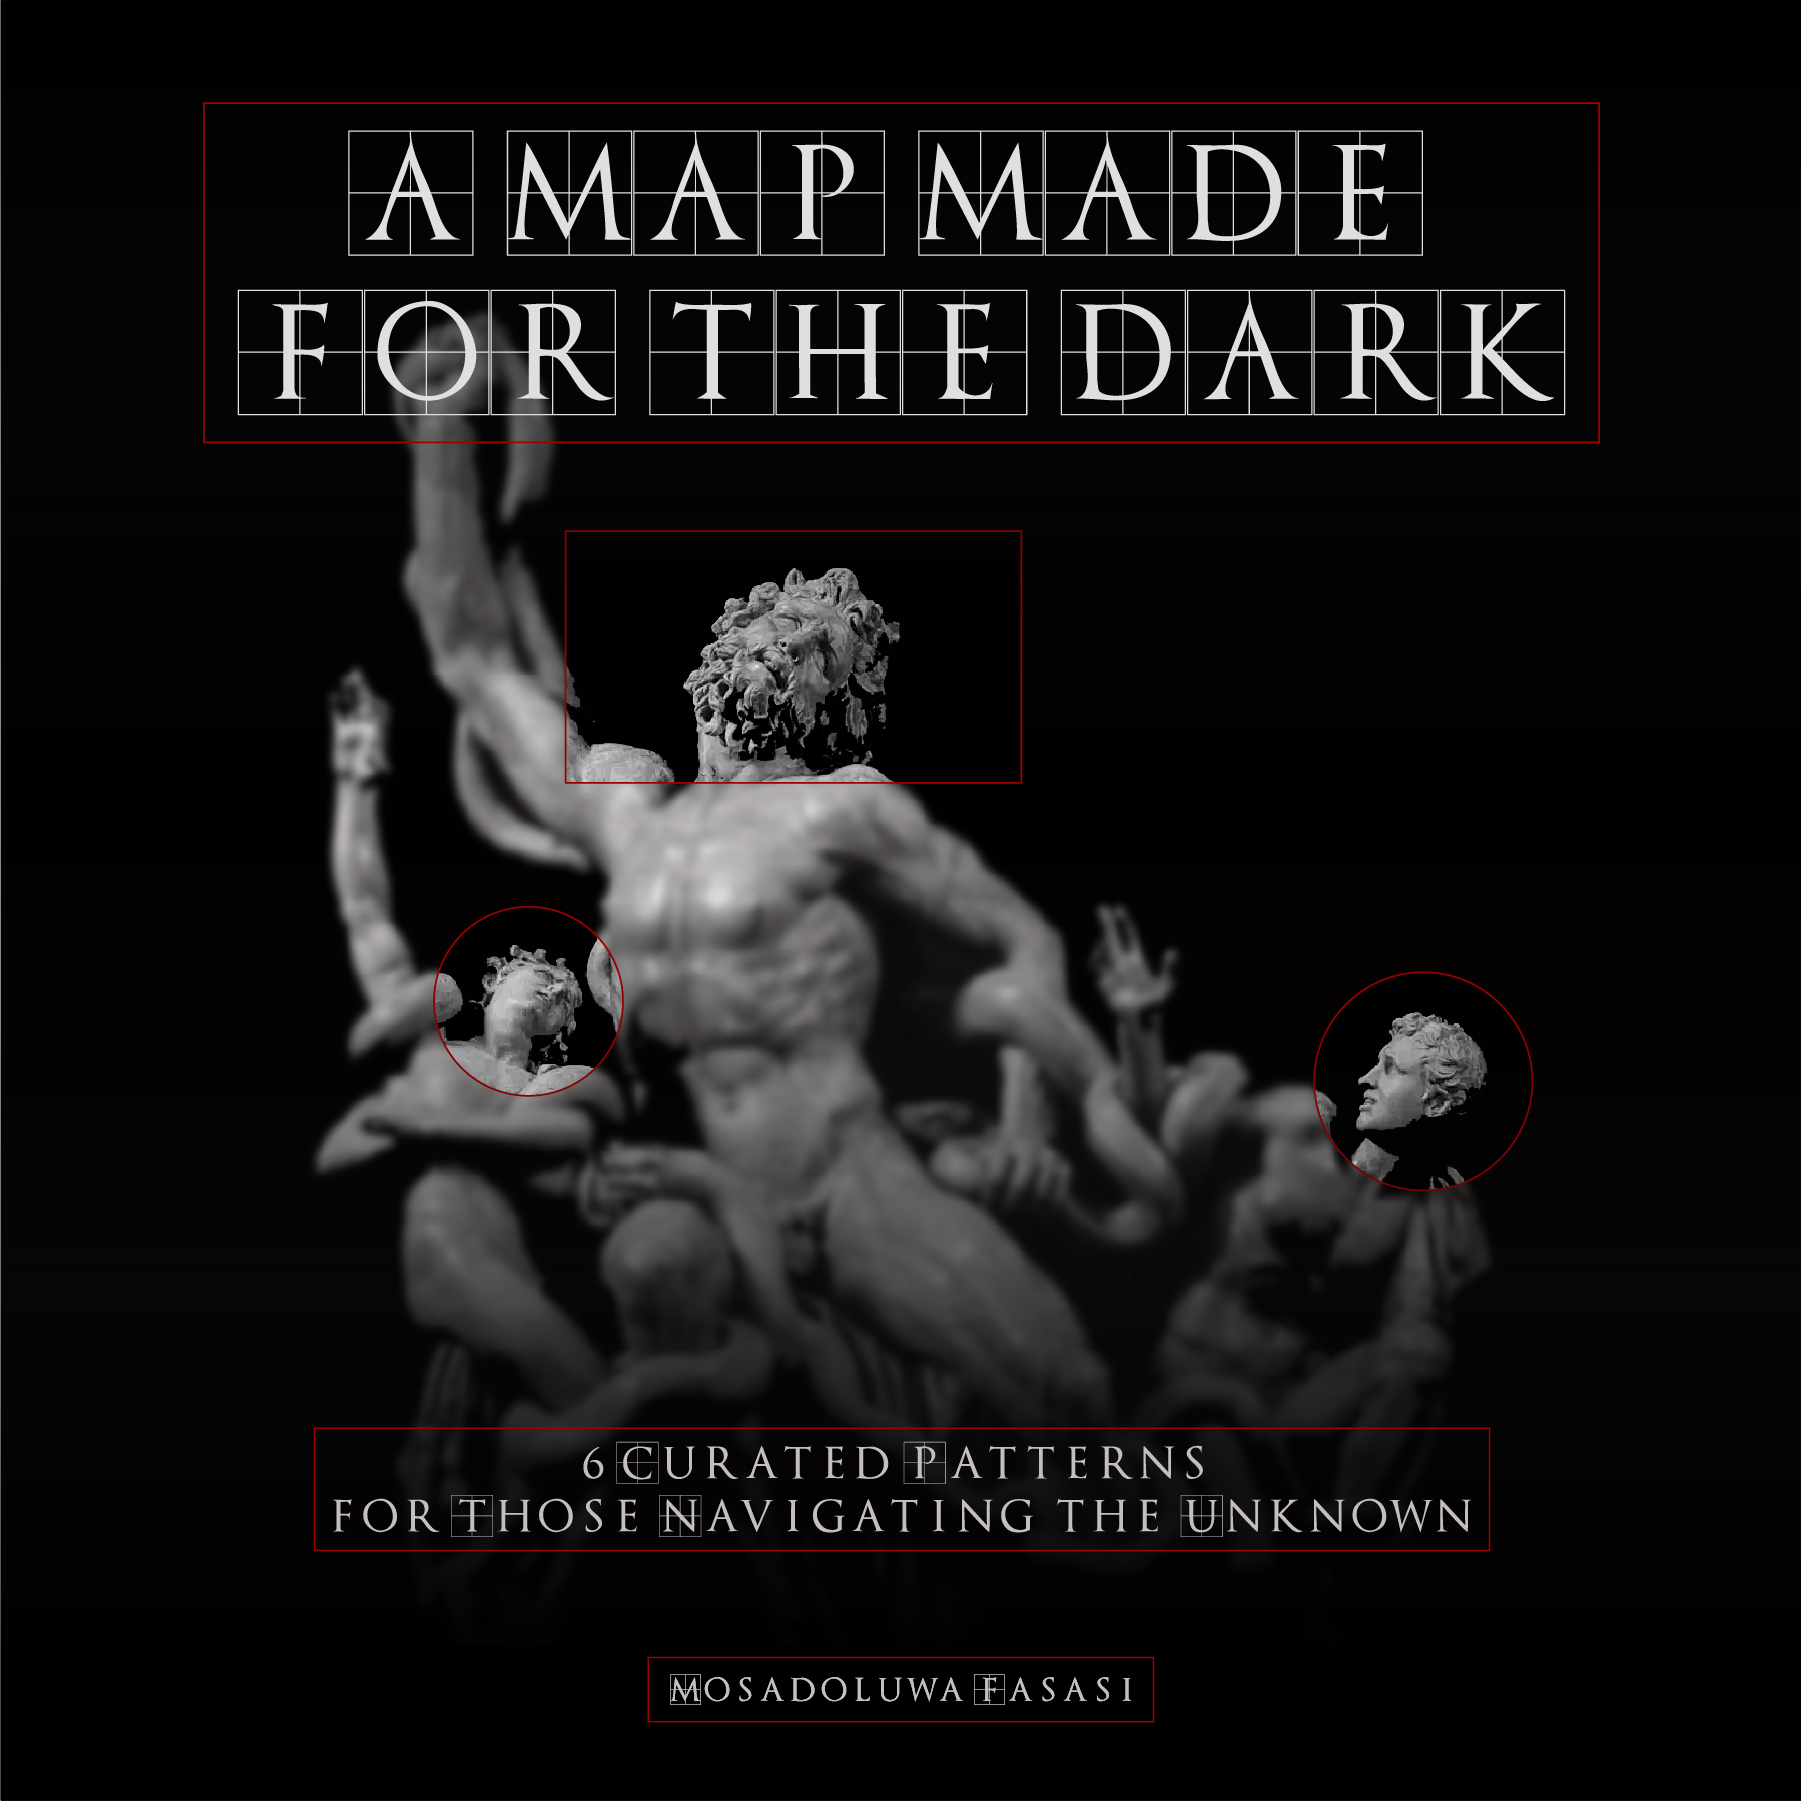 A MAP MADE
FOR THE DARK
6 CURATED PATTERNS
FOR THOSE NAVIGATING THE UNKNOWN
MOSADOLUWA FASASI